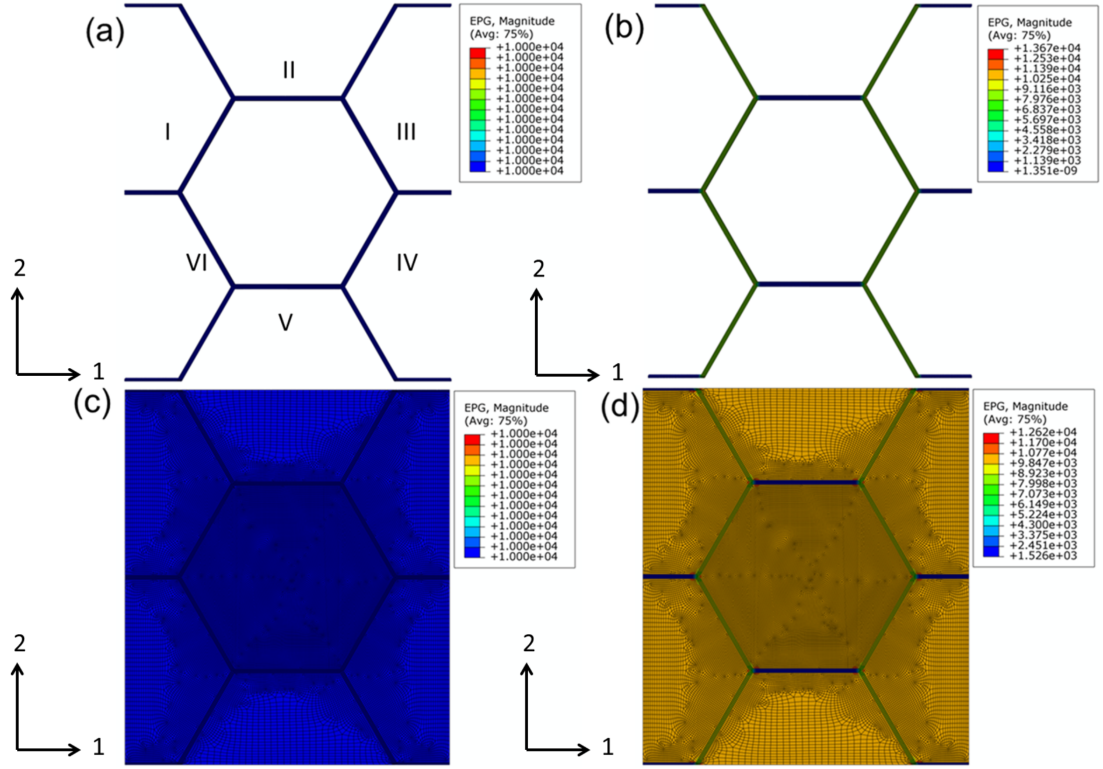 (a)
EPG, Magnitude
(Avg: 75%)
+1.000e+04
+1.000e+04
+1.000e+04
+1.000e+04
+1.000e+04
+1.000e+04
+1.000e+04
+1.000e+04
+1.000e+04
+1.000e+04
+1.000e+04
+1.000e+04
+1.000e+04
II
I
III
VI
IV
V
2
1
(b)
EPG, Magnitude
(Avg: 75%)
+1.367e+04
+1.253e+04
+1.139e+04
+1.025e+04
+9.116e+03
+7.976e+03
+6.837e+03
+5.697e+03
+4.558e+03
+3.418e+03
+2.279e+03
+1.139e+03
+1.351e-09
2
1
(c)
EPG, Magnitude
(Avg: 75%)
+1.000e+04
+1.000e+04
+1.000e+04
+1.000e+04
+1.000e+04
+1.000e+04
+1.000e+04
+1.000e+04
+1.000e+04
+1.000e+04
+1.000e+04
+1.000e+04
+1.000e+04
2
1
(d)
EPG, Magnitude
(Avg: 75%)
+1.262e+04
+1.170e+04
+1.077e+04
+9.847e+03
+8.923e+03
+7.998e+03
+7.073e+03
+6.149e+03
+5.224e+03
+4.300e+03
+3.375e+03
+2.451e+03
+1.526e+03
2
1